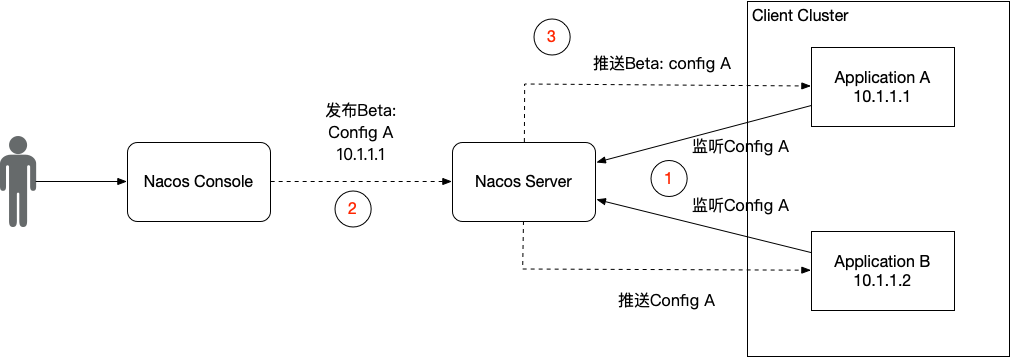 Client Cluster
3
推送Beta: config A
Application A
10.1.1.1
发布Beta:
Config A
10.1.1.1
监听Config A
Nacos Console
Nacos Server
1
2
监听Config A
Application B
10.1.1.2
推送Config A